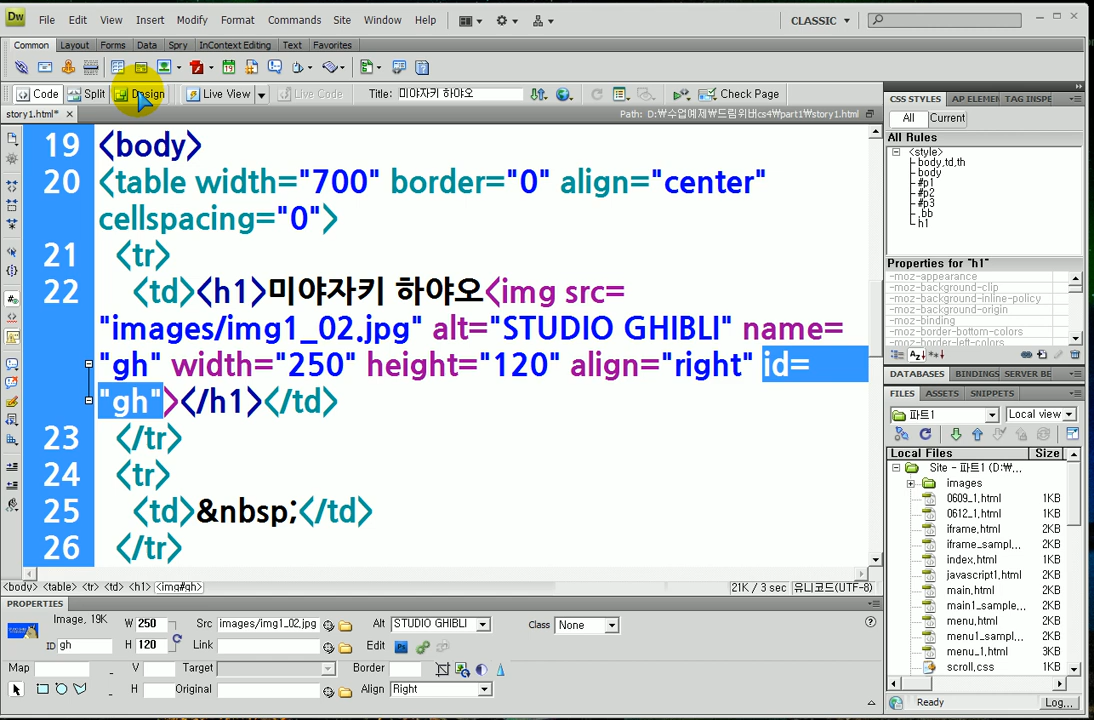 Dw File Edit View Insert Modify Format Commands Site Window Help CLASSIC
Common Layout Forms Data Spry InContext Editing Text Favorites
Code Split Design Live View Live Code Title: 미야자키 하야오 Check Page
story1.html* Path: D:\수업예제\드림위버cs4\part1\story1.html
19 <body>
20 <table width="700" border="0" align="center"
cellspacing="0">
21 <tr>
22 <td><h1>미야자키 하야오<img src=
"images/img1_02.jpg" alt="STUDIO GHIBLI" name=
"gh" width="250" height="120" align="right" id=
"gh"></h1></td>
23 </tr>
24 <tr>
25 <td>&nbsp;</td>
26 </tr>
<body> <table> <tr> <td> <h1> <img#gh> 21K / 3 sec 유니코드(UTF-8)
PROPERTIES
Image, 19K W 250 Src images/img1_02.jpg Alt STUDIO GHIBLI Class None
ID gh H 120 Link Edit
Map V Target Border
H Original Align Right
CSS STYLES AP ELEMEN TAG INSPE
All Current
All Rules
<style>
body,td,th
body
#p1
#p2
#p3
.bb
h1
Properties for "h1"
-moz-appearance
-moz-background-clip
-moz-background-inline-policy
-moz-background-origin
-moz-binding
-moz-border-bottom-colors
-moz-border-left-colors
DATABASES BINDINGS SERVER BE
FILES ASSETS SNIPPETS
파트1 Local view
Local Files Size
Site - 파트1 (D:\...
images
0609_1.html 1KB
0612_1.html 1KB
iframe.html 2KB
iframe_sampl... 2KB
index.html 1KB
javascript1.html 2KB
main.html 1KB
main1_sample... 2KB
menu.html 1KB
menu1_sampl... 2KB
menu_1.html 3KB
scroll.css 1KB
Ready Log...